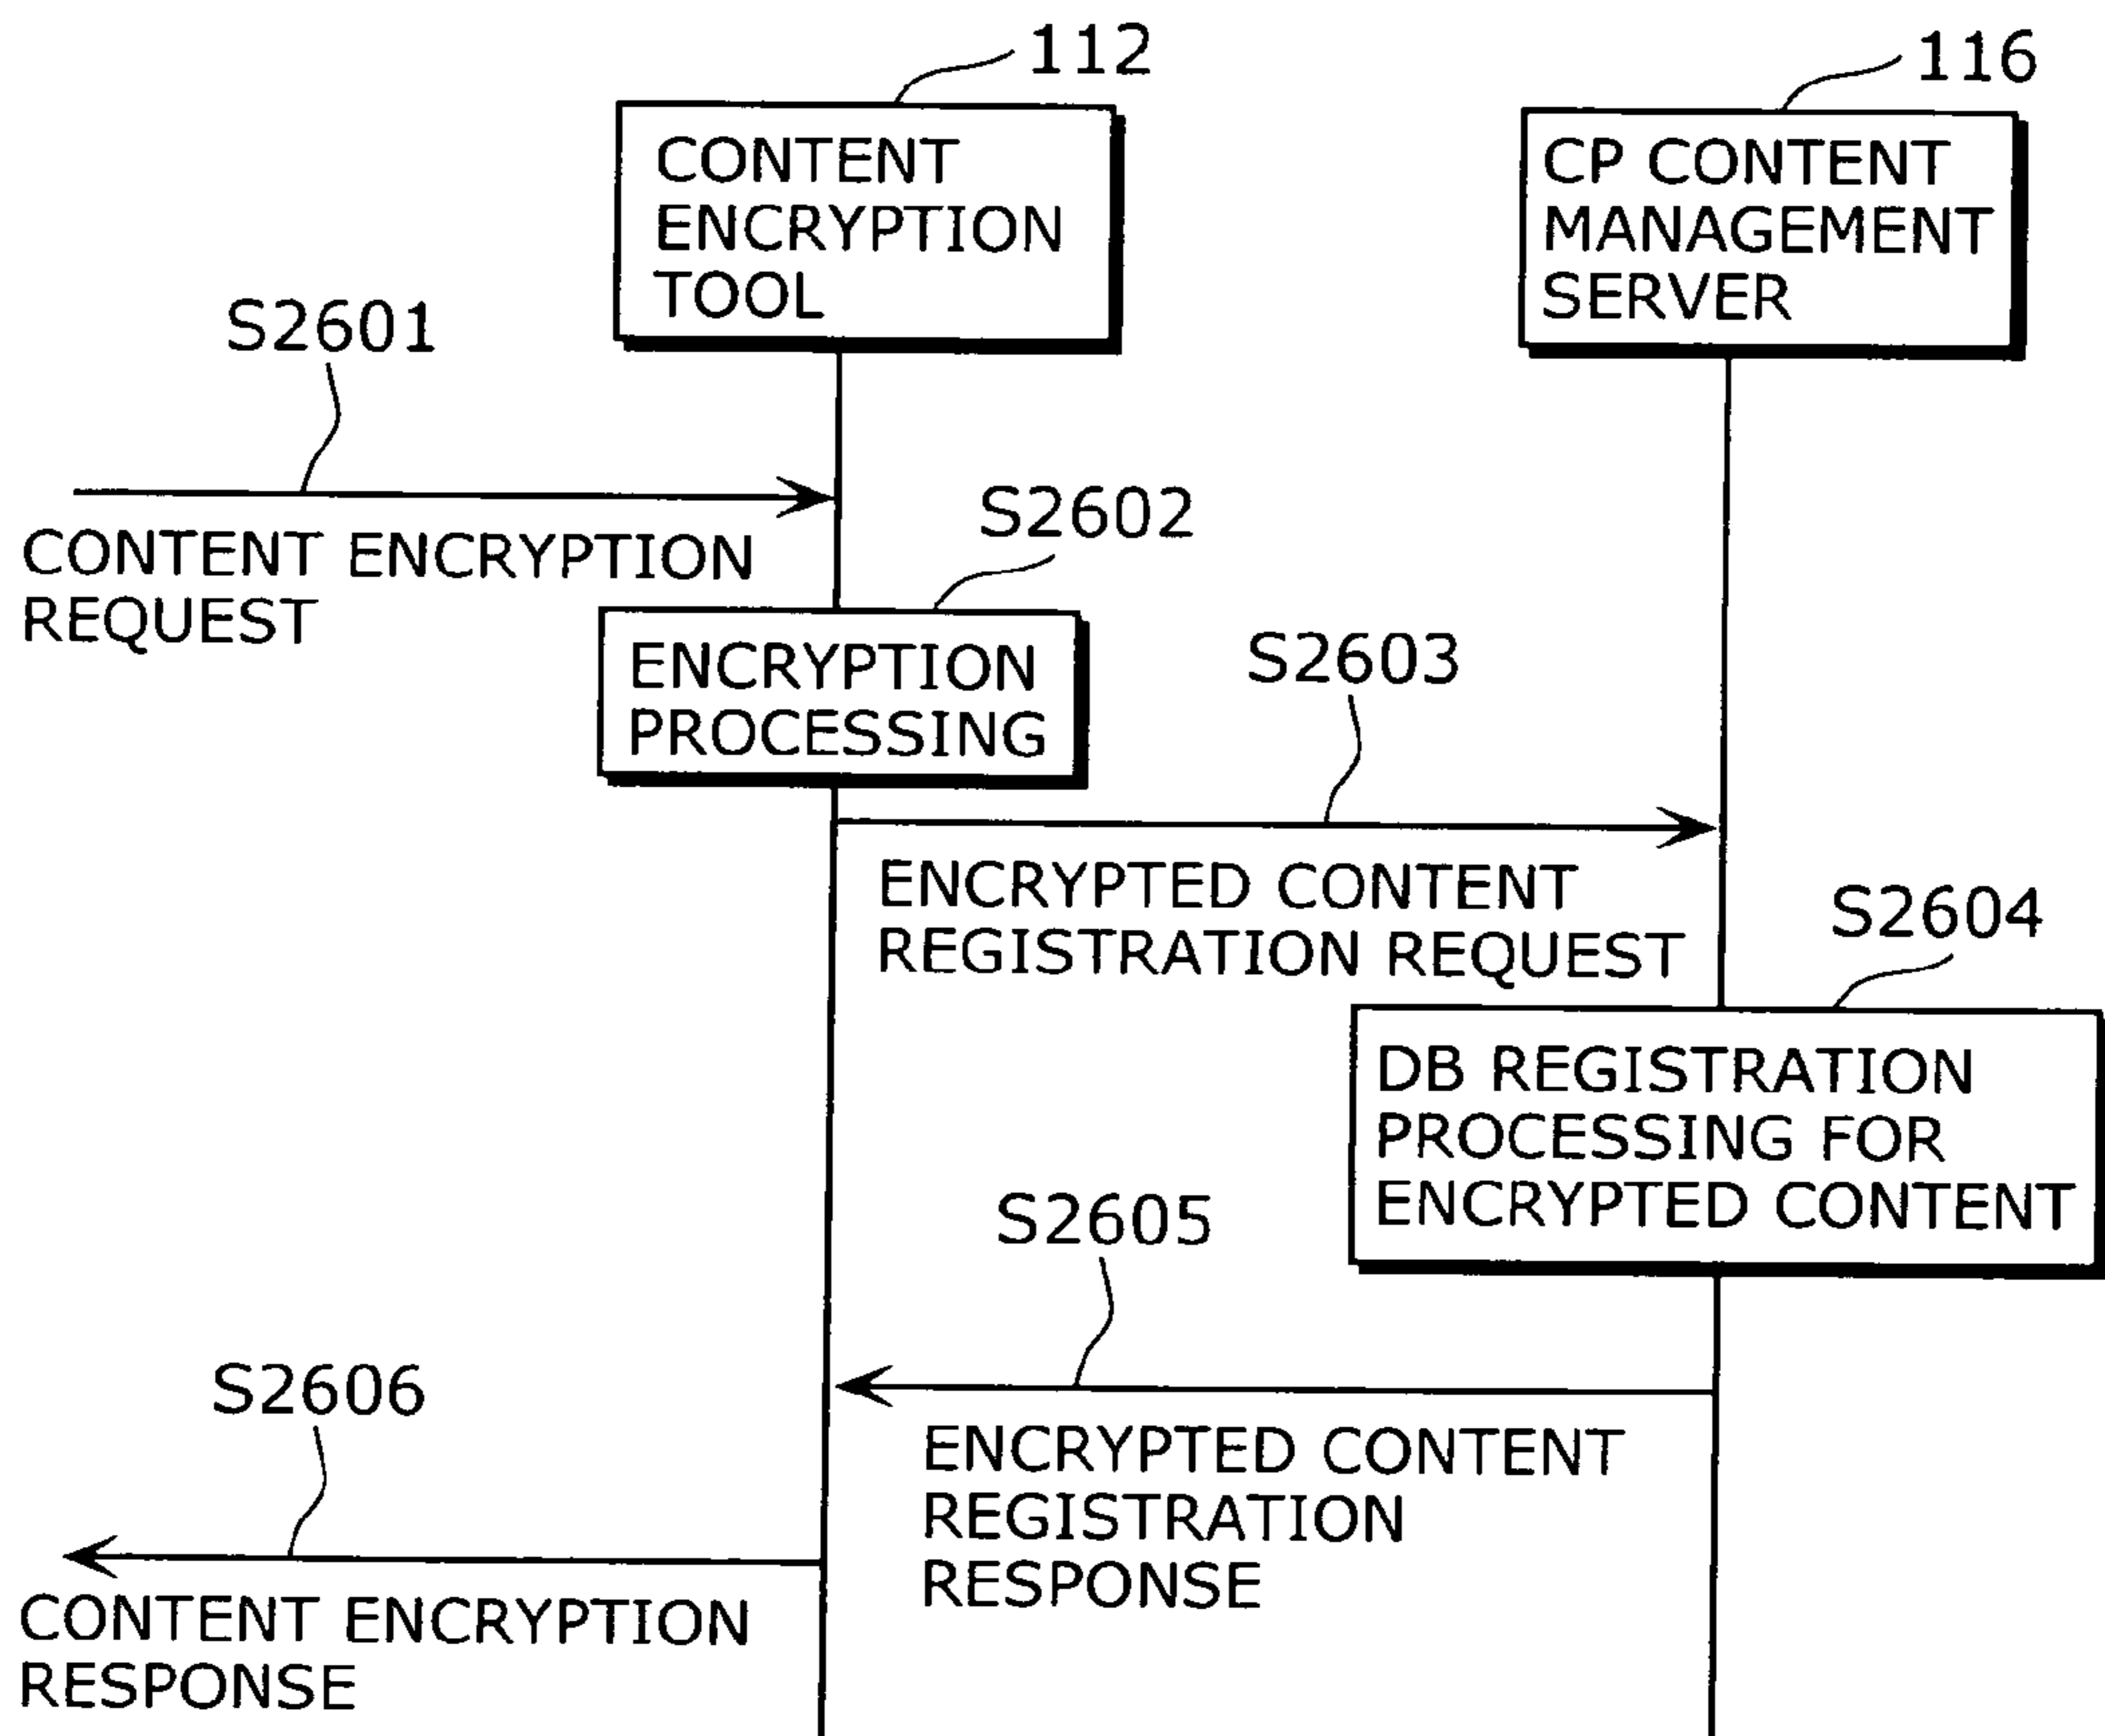 112
116
CONTENT
ENCRYPTION
TOOL
CP CONTENT
MANAGEMENT
SERVER
S2601
CONTENT ENCRYPTION
REQUEST
S2602
ENCRYPTION
PROCESSING
S2603
ENCRYPTED CONTENT
REGISTRATION REQUEST
S2604
DB REGISTRATION
PROCESSING FOR
ENCRYPTED CONTENT
S2605
ENCRYPTED CONTENT
REGISTRATION
RESPONSE
S2606
CONTENT ENCRYPTION
RESPONSE